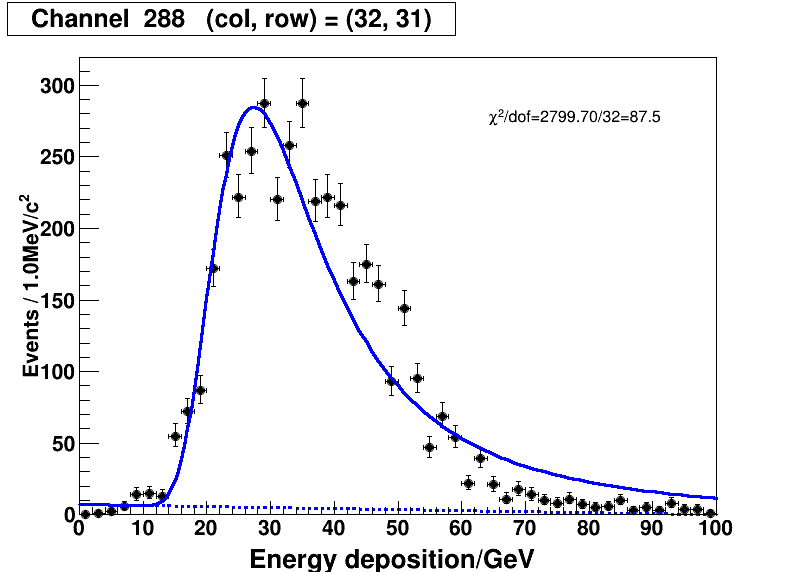 Channel 288 (col, row) = (32, 31)
χ²/dof=2799.70/32=87.5
Events / 1.0MeV/c²
300
250
200
150
100
50
0
0 10 20 30 40 50 60 70 80 90 100
Energy deposition/GeV